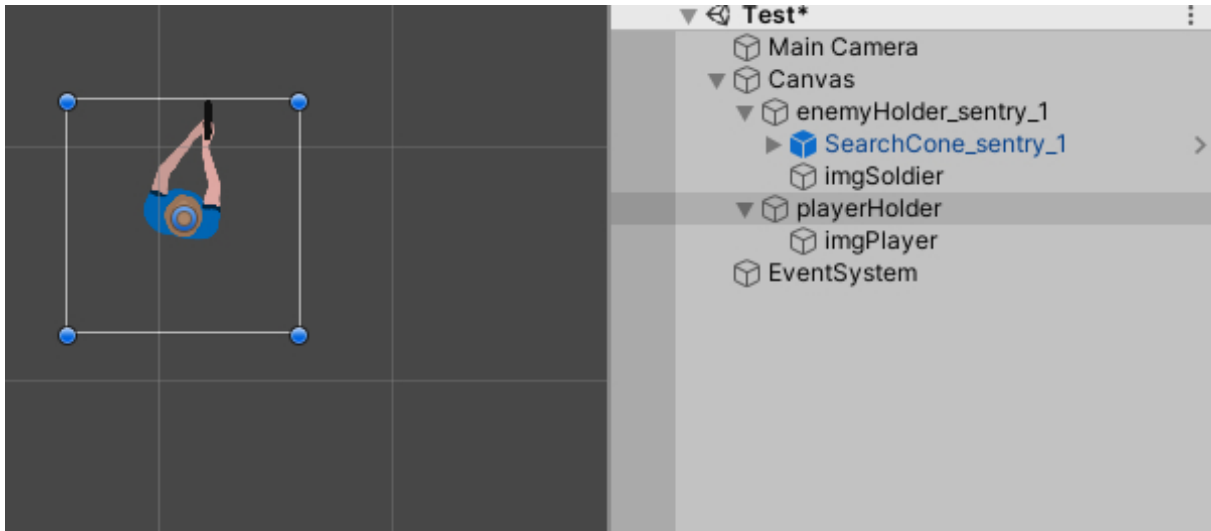 Test*
Main Camera
Canvas
enemyHolder_sentry_1
SearchCone_sentry_1
imgSoldier
playerHolder
imgPlayer
EventSystem